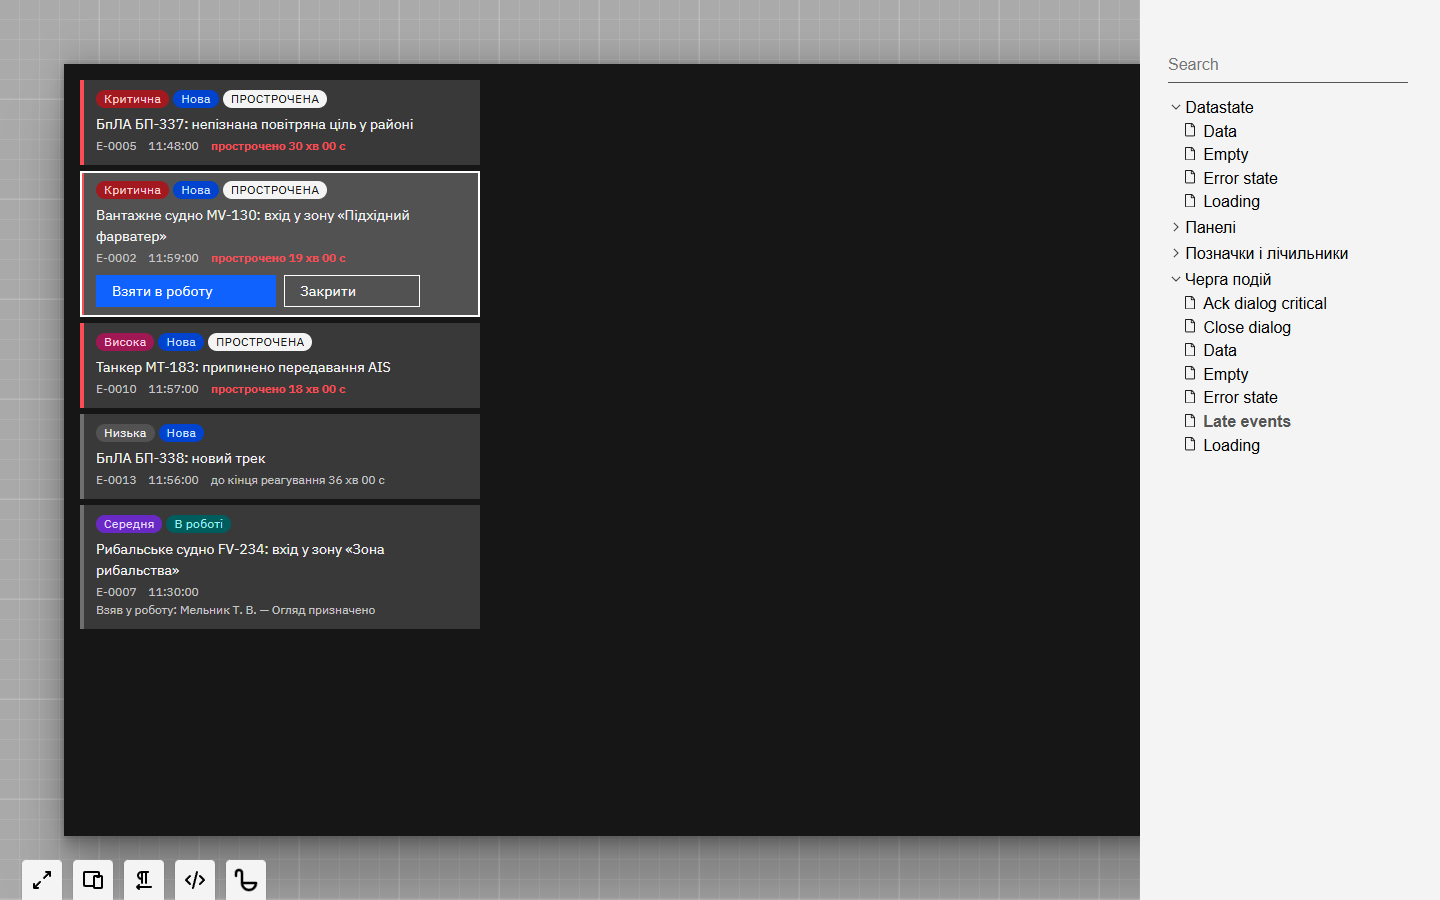 Критична Нова ПРОСТРОЧЕНА
БпЛА БП-337: непізнана повітряна ціль у районі
E-0005 11:48:00 прострочено 30 хв 00 с
Критична Нова ПРОСТРОЧЕНА
Вантажне судно MV-130: вхід у зону «Підхідний
фарватер»
E-0002 11:59:00 прострочено 19 хв 00 с
Взяти в роботу Закрити
Висока Нова ПРОСТРОЧЕНА
Танкер MT-183: припинено передавання AIS
E-0010 11:57:00 прострочено 18 хв 00 с
Низька Нова
БпЛА БП-338: новий трек
E-0013 11:56:00 до кінця реагування 36 хв 00 с
Середня В роботі
Рибальське судно FV-234: вхід у зону «Зона
рибальства»
E-0007 11:30:00
Взяв у роботу: Мельник Т. В. — Огляд призначено
Search
Datastate
Data
Empty
Error state
Loading
Панелі
Позначки і лічильники
Черга подій
Ack dialog critical
Close dialog
Data
Empty
Error state
Late events
Loading